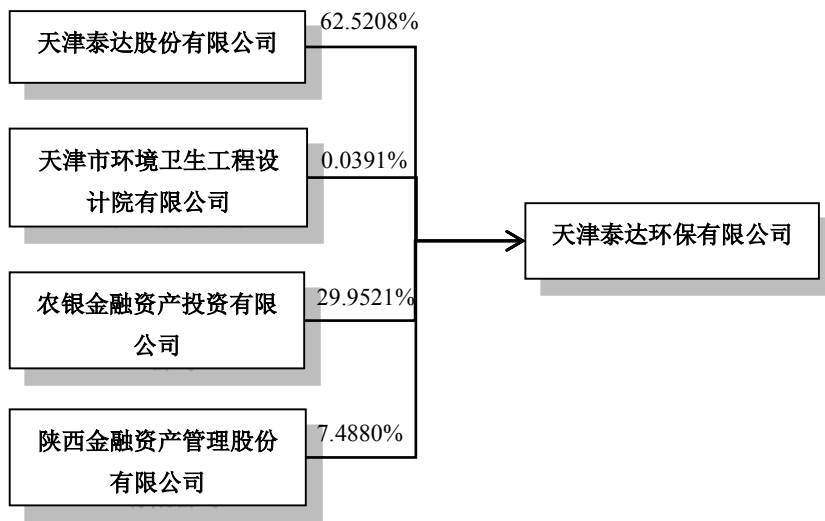 62.5208%
天津泰达股份有限公司
天津市环境卫生工程设
计院有限公司
0.0391%
天津泰达环保有限公司
农银金融资产投资有限
公司
29.9521%
陕西金融资产管理股份
有限公司
7.4880%